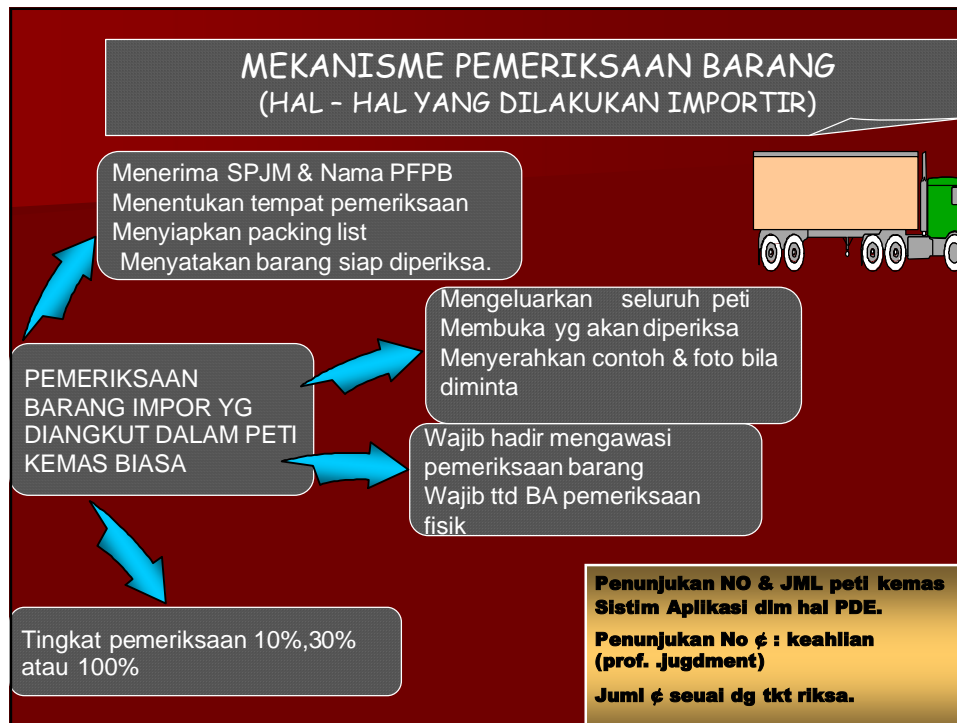 MEKANISME PEMERIKSAAN BARANG
(HAL – HAL YANG DILAKUKAN IMPORTIR)
Menerima SPJM & Nama PFPB
Menentukan tempat pemeriksaan
Menyiapkan packing list
Menyatakan barang siap diperiksa.
Mengeluarkan seluruh peti
Membuka yg akan diperiksa
Menyerahkan contoh & foto bila
diminta
PEMERIKSAAN
BARANG IMPOR YG
DIANGKUT DALAM PETI
KEMAS BIASA
Wajib hadir mengawasi
pemeriksaan barang
Wajib ttd BA pemeriksaan
fisik
Tingkat pemeriksaan 10%,30%
atau 100%
Penunjukan NO & JML peti kemas
Sistim Aplikasi dlm hal PDE.
Penunjukan No ¢ : keahlian
(prof. .jugdment)
Juml ¢ seuai dg tkt riksa.